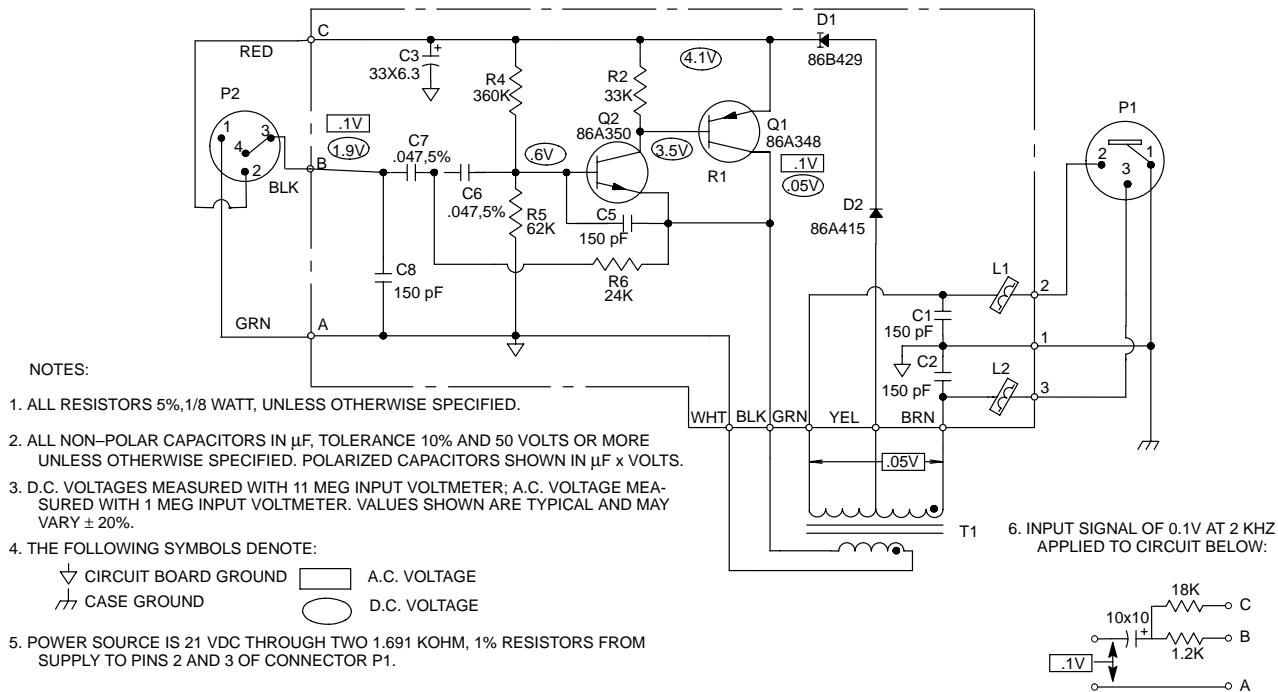 C
D1
RED
C3
+
33X6.3
R4
360K
R2
33K
4.1V
86B429
P2
P1
1
3
4
2
.1V
1.9V
C7
.047,5%
Q2
86A350
.6V
3.5V
Q1
86A348
R1
.1V
.05V
2
1
3
B
BLK
C6
.047,5%
R5
62K
C5
150 pF
D2
86A415
C8
150 pF
R6
24K
L1
2
C1
150 pF
GRN
A
1
C2
150 pF
L2
3
NOTES:
1. ALL RESISTORS 5%,1/8 WATT, UNLESS OTHERWISE SPECIFIED.
WHT
BLK
GRN
YEL
BRN
2. ALL NON–POLAR CAPACITORS IN µF, TOLERANCE 10% AND 50 VOLTS OR MORE
UNLESS OTHERWISE SPECIFIED. POLARIZED CAPACITORS SHOWN IN µF x VOLTS.
.05V
3. D.C. VOLTAGES MEASURED WITH 11 MEG INPUT VOLTMETER; A.C. VOLTAGE MEA-
SURED WITH 1 MEG INPUT VOLTMETER. VALUES SHOWN ARE TYPICAL AND MAY
VARY ± 20%.
T1
4. THE FOLLOWING SYMBOLS DENOTE:
CIRCUIT BOARD GROUND
A.C. VOLTAGE
CASE GROUND
D.C. VOLTAGE
5. POWER SOURCE IS 21 VDC THROUGH TWO 1.691 KOHM, 1% RESISTORS FROM
SUPPLY TO PINS 2 AND 3 OF CONNECTOR P1.
6. INPUT SIGNAL OF 0.1V AT 2 KHZ
APPLIED TO CIRCUIT BELOW:
18K
C
10x10
+
B
1.2K
.1V
A